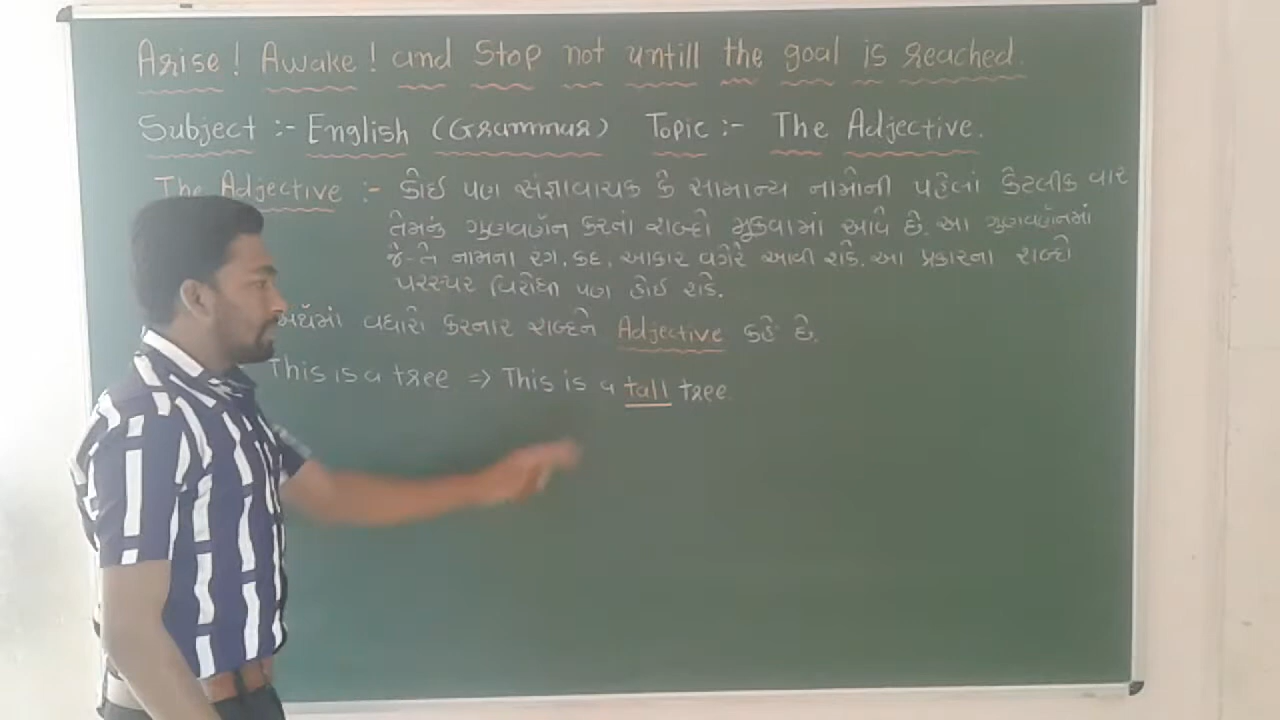 Arise! Awake! and Stop not untill the goal is reached.
Subject :- English (Grammar) Topic :- The Adjective.
The Adjective :- કોઈ પણ સંજ્ઞાવાચક કે સામાન્ય નામોની પહેલાં કેટલીક વાર
તેમનું ગુણવર્ણન કરતાં શબ્દો મૂકવામાં આવે છે. આ ગુણવર્ણનમાં
જે-તે નામના રંગ, કદ, આકાર વગેરે આવી શકે. આ પ્રકારના શબ્દો
પરસ્પર વિરોધી પણ હોઈ શકે.
વધારો કરનાર શબ્દને Adjective કહે છે.
This is a tree => This is a tall tree.